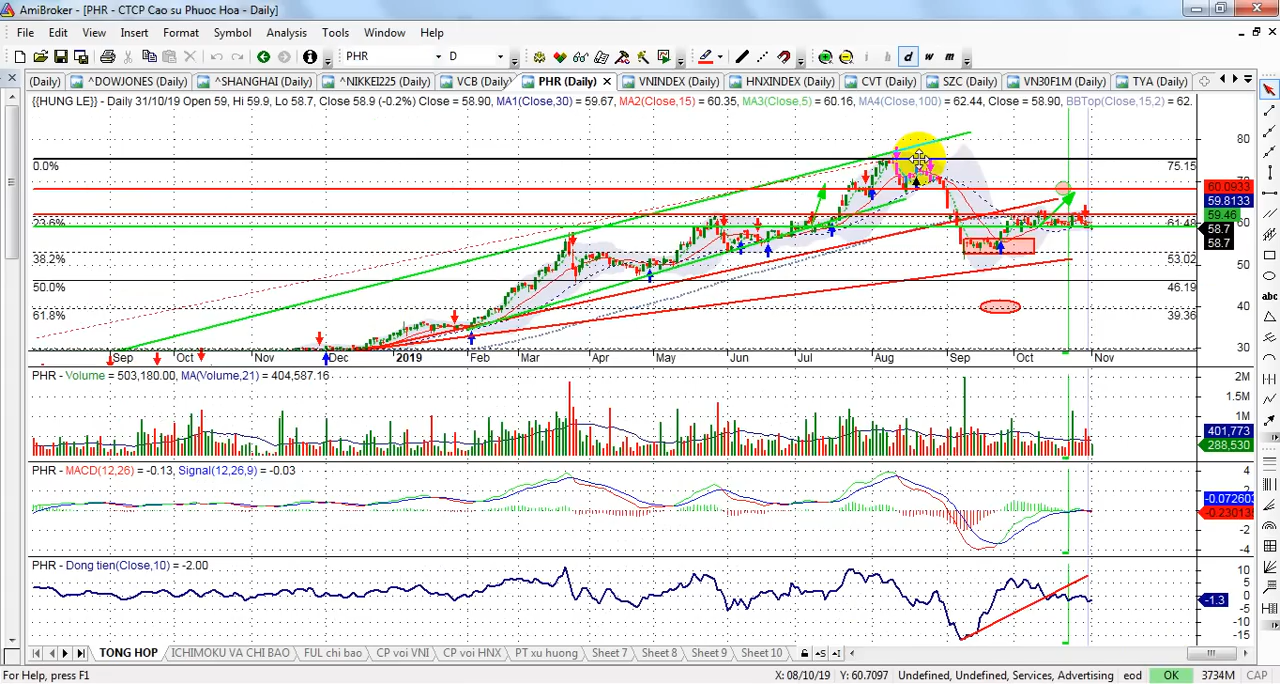 AmiBroker - [PHR - CTCP Cao su Phuoc Hoa - Daily]
File Edit View Insert Format Symbol Analysis Tools Window Help
PHR D i h d w m
(Daily) ^DOWJONES (Daily) ^SHANGHAI (Daily) ^NIKKEI225 (Daily) VCB (Daily) PHR (Daily) VNINDEX (Daily) HNXINDEX (Daily) CVT (Daily) SZC (Daily) VN30F1M (Daily) TYA (Daily)
{{HUNG LE}} - Daily 31/10/19 Open 59, Hi 59.9, Lo 58.7, Close 58.9 (-0.2%) Close = 58.90, MA1(Close,30) = 59.67, MA2(Close,15) = 60.35, MA3(Close,5) = 60.16, MA4(Close,100) = 62.44, Close = 58.90, BBTop(Close,15,2) = 62.
80
0.0% 75.15
70
60.0933
59.8133
59.46
23.6% 61.48 60
58.7
58.7
38.2% 53.02
50
50.0% 46.19
40
61.8% 39.36
30
Sep Oct Nov Dec 2019 Feb Mar Apr May Jun Jul Aug Sep Oct Nov
PHR - Volume = 503,180.00, MA(Volume,21) = 404,587.16
2M
1.5M
1M
401,773
288,530
PHR - MACD(12,26) = -0.13, Signal(12,26,9) = -0.03
4
2
-0.072603
-0.23013
-2
-4
PHR - Dong tien(Close,10) = -2.00
10
5
0
-1.3
-5
-10
-15
TONG HOP ICHIMOKU VA CHI BAO FUL chi bao CP voi VNI CP voi HNX PT xu huong Sheet 7 Sheet 8 Sheet 9 Sheet 10
For Help, press F1 X: 08/10/19 Y: 60.7097 Undefined, Undefined, Services, Advertising eod OK 3734M CAP
abc